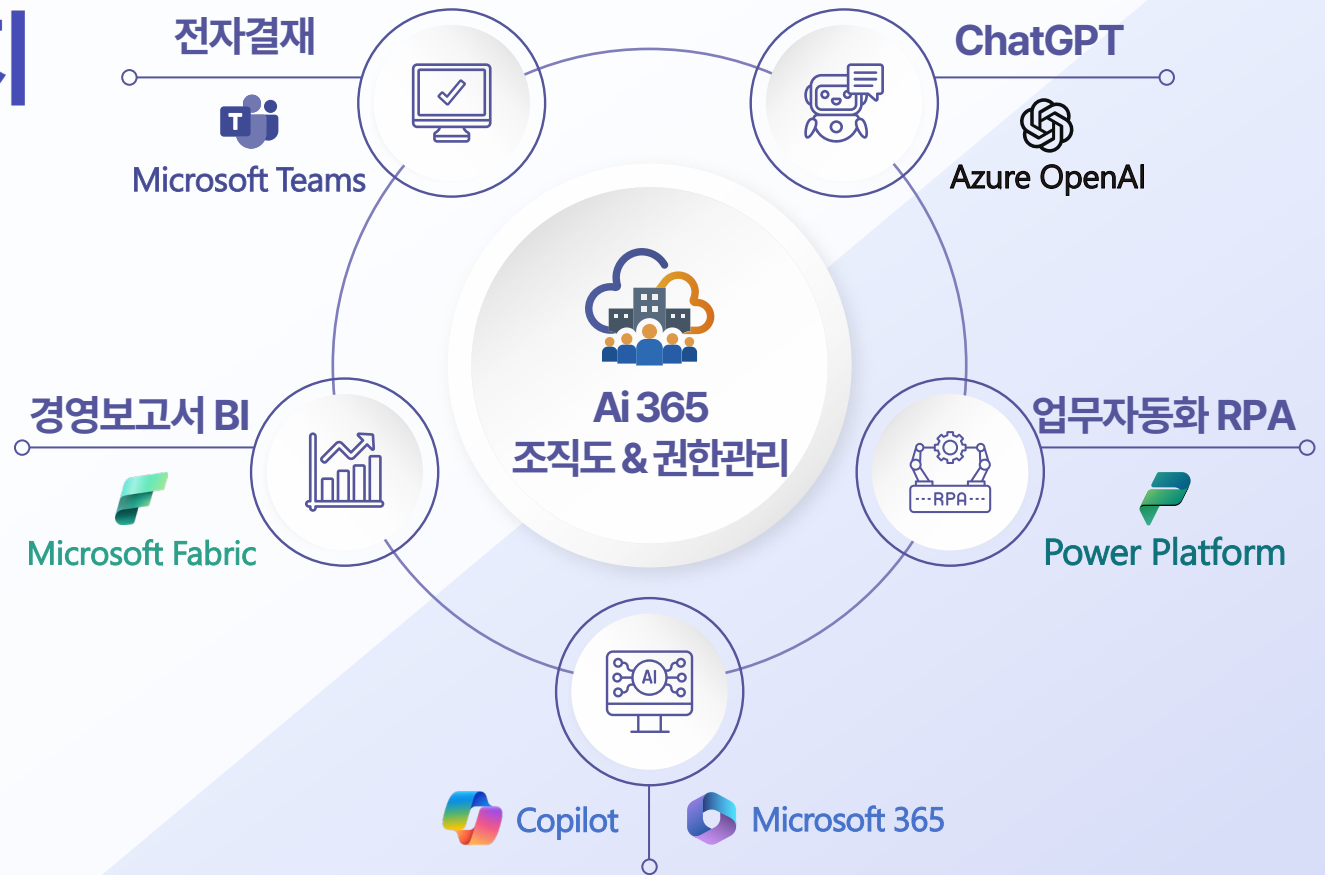 전자결재
Microsoft Teams
ChatGPT
Azure OpenAI
Ai 365
조직도 & 권한관리
경영보고서 BI
Microsoft Fabric
업무자동화 RPA
RPA
Power Platform
AI
Copilot
Microsoft 365
T